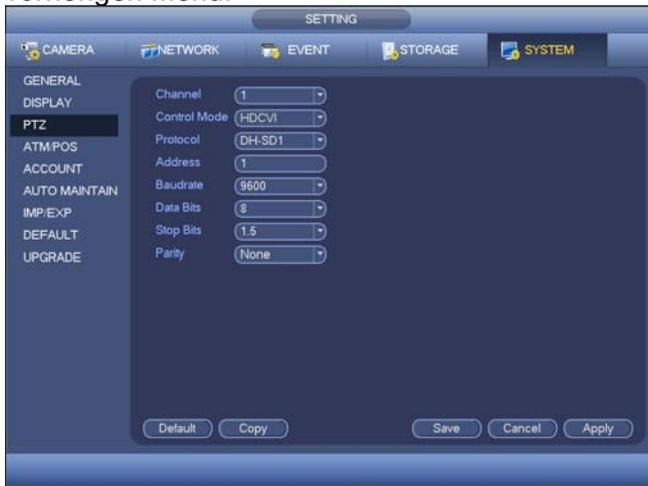 SETTING
CAMERA NETWORK EVENT STORAGE SYSTEM
GENERAL
DISPLAY
PTZ
ATM/POS
ACCOUNT
AUTO MAINTAIN
IMP/EXP
DEFAULT
UPGRADE
Channel 1
Control Mode HDCVI
Protocol DH-SD1
Address 1
Baudrate 9600
Data Bits 8
Stop Bits 1.5
Parity None
Default Copy Save Cancel Apply